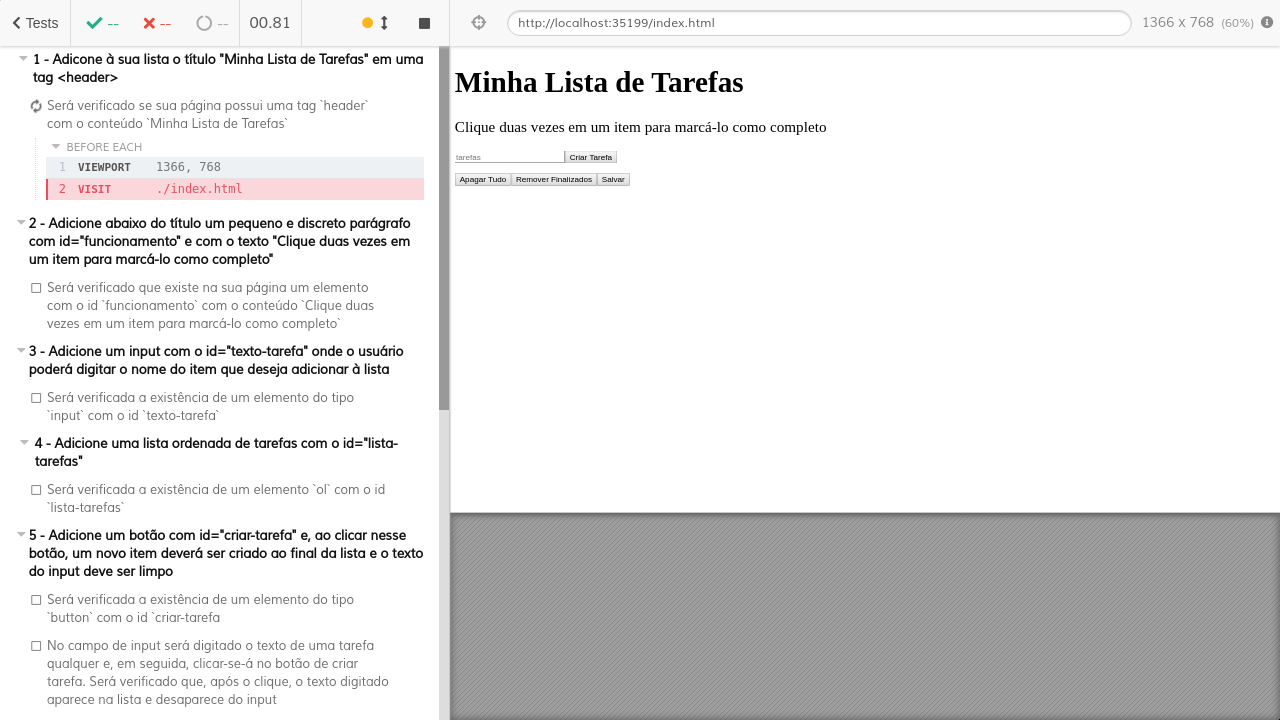 Tests
--
--
--
00.81
http://localhost:35199/index.html
1366 x 768 (60%)
1 - Adicone à sua lista o título "Minha Lista de Tarefas" em uma
tag <header>
Será verificado se sua página possui uma tag `header`
com o conteúdo `Minha Lista de Tarefas`
BEFORE EACH
1 VIEWPORT 1366, 768
2 VISIT ./index.html
2 - Adicione abaixo do título um pequeno e discreto parágrafo
com id="funcionamento" e com o texto "Clique duas vezes em
um item para marcá-lo como completo"
Será verificado que existe na sua página um elemento
com o id `funcionamento` com o conteúdo `Clique duas
vezes em um item para marcá-lo como completo`
3 - Adicione um input com o id="texto-tarefa" onde o usuário
poderá digitar o nome do item que deseja adicionar à lista
Será verificada a existência de um elemento do tipo
`input` com o id `texto-tarefa`
4 - Adicione uma lista ordenada de tarefas com o id="lista-
tarefas"
Será verificada a existência de um elemento `ol` com o id
`lista-tarefas`
5 - Adicione um botão com id="criar-tarefa" e, ao clicar nesse
botão, um novo item deverá ser criado ao final da lista e o texto
do input deve ser limpo
Será verificada a existência de um elemento do tipo
`button` com o id `criar-tarefa
No campo de input será digitado o texto de uma tarefa
qualquer e, em seguida, clicar-se-á no botão de criar
tarefa. Será verificado que, após o clique, o texto digitado
aparece na lista e desaparece do input
Minha Lista de Tarefas
Clique duas vezes em um item para marcá-lo como completo
tarefas Criar Tarefa
Apagar Tudo Remover Finalizados Salvar